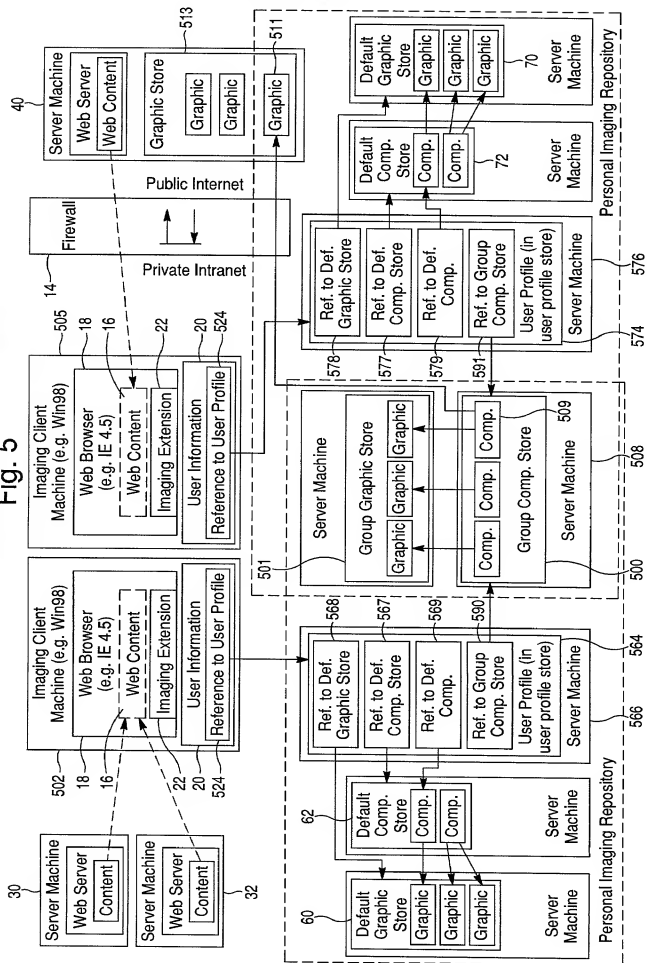 Fig. 5
30
Server Machine
Web Server
Content
Server Machine
Web Server
Content
32
502
Imaging Client
Machine (e.g. Win98)
Web Browser
(e.g. IE 4.5)
Web Content
Imaging Extension
User Information
Reference to User Profile
18
16
22
20
524
505
Imaging Client
Machine (e.g. Win98)
Web Browser
(e.g. IE 4.5)
Web Content
Imaging Extension
User Information
Reference to User Profile
18
16
22
20
524
14
Firewall
Private Intranet
Public Internet
40
Server Machine
Web Server
Web Content
Graphic Store
Graphic
Graphic
Graphic
513
511
60
Default
Graphic
Store
Graphic
Graphic
Graphic
Server
Machine
62
Default
Comp.
Store
Comp.
Comp.
Server
Machine
Ref. to Def.
Graphic Store
Ref. to Def.
Comp. Store
Ref. to Def.
Comp.
Ref. to Group
Comp. Store
User Profile (in
user profile store)
Server Machine
568
567
569
590
564
566
Personal Imaging Repository
501
Server Machine
Group Graphic Store
Graphic
Graphic
Graphic
Comp.
Comp.
Comp.
509
Group Comp. Store
Server Machine
500
508
578
577
579
591
Ref. to Def.
Graphic Store
Ref. to Def.
Comp. Store
Ref. to Def.
Comp.
Ref. to Group
Comp. Store
User Profile (in
user profile store)
Server Machine
574
576
Default
Comp.
Store
Comp.
Comp.
72
Server
Machine
Default
Graphic
Store
Graphic
Graphic
Graphic
70
Server
Machine
Personal Imaging Repository